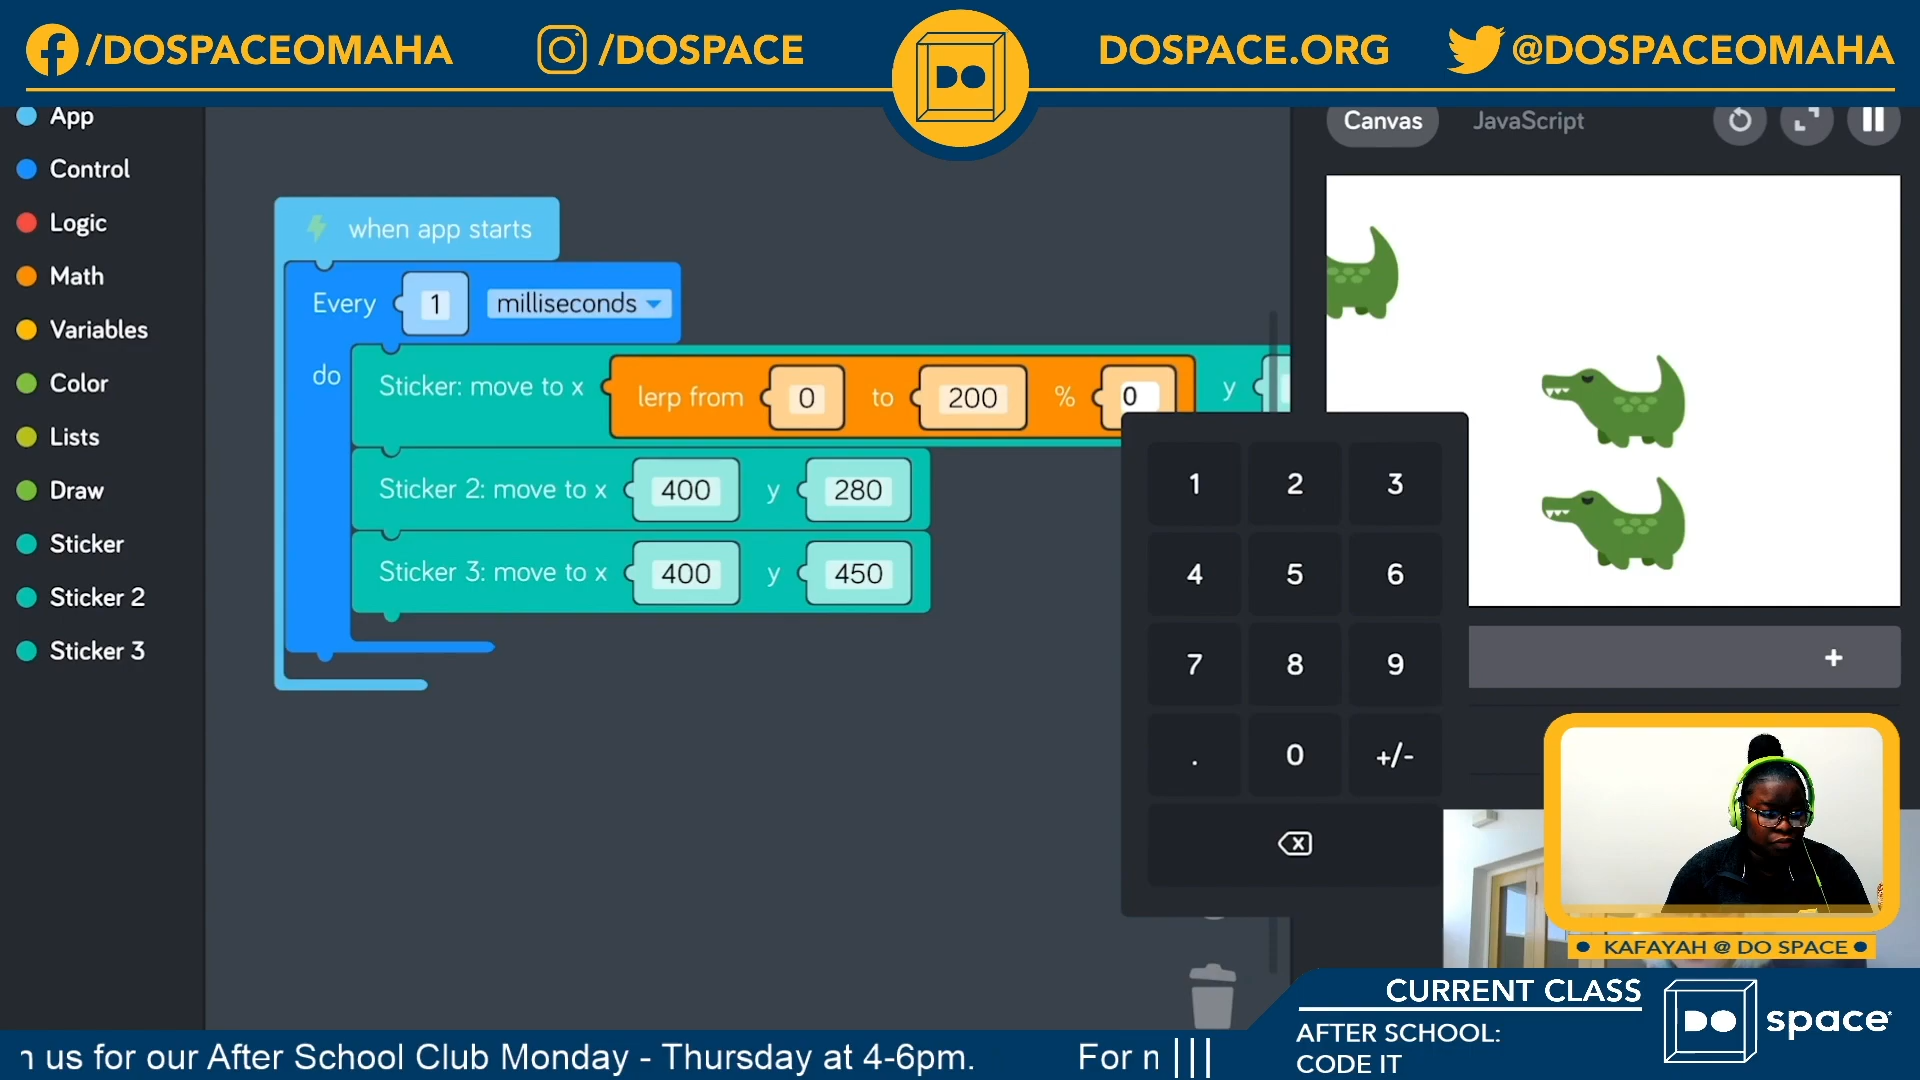 /DOSPACEOMAHA
/DOSPACE
DO
DOSPACE.ORG
@DOSPACEOMAHA
App
Control
Logic
Math
Variables
Color
Lists
Draw
Sticker
Sticker 2
Sticker 3
when app starts
Every 1 milliseconds
do
Sticker: move to x lerp from 0 to 200 % 0 y
Sticker 2: move to x 400 y 280
Sticker 3: move to x 400 y 450
Canvas JavaScript
1 2 3
4 5 6
7 8 9
. 0 +/-
+
KAFAYAH @ DO SPACE
CURRENT CLASS
AFTER SCHOOL:
CODE IT
DO space
us for our After School Club Monday - Thursday at 4-6pm. For